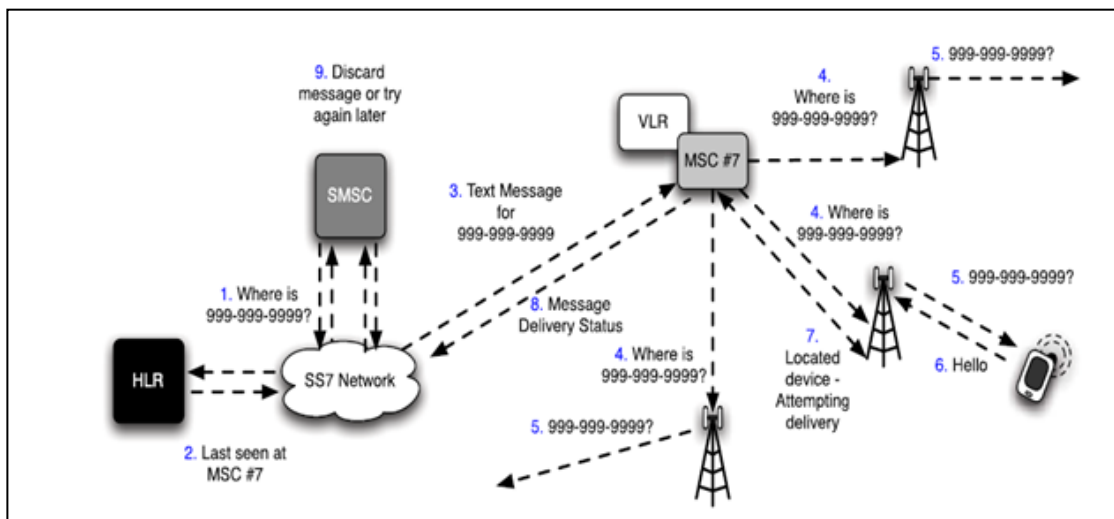 9. Discard
message or try
again later
SMSC
1. Where is
999-999-9999?
HLR
SS7 Network
2. Last seen at
MSC #7
3. Text Message
for
999-999-9999
8. Message
Delivery Status
VLR
MSC #7
4.
Where is
999-999-9999?
5. 999-999-9999?
4. Where is
999-999-9999?
5. 999-999-9999?
6. Hello
7.
Located
device -
Attempting
delivery
4. Where is
999-999-9999?
5. 999-999-9999?